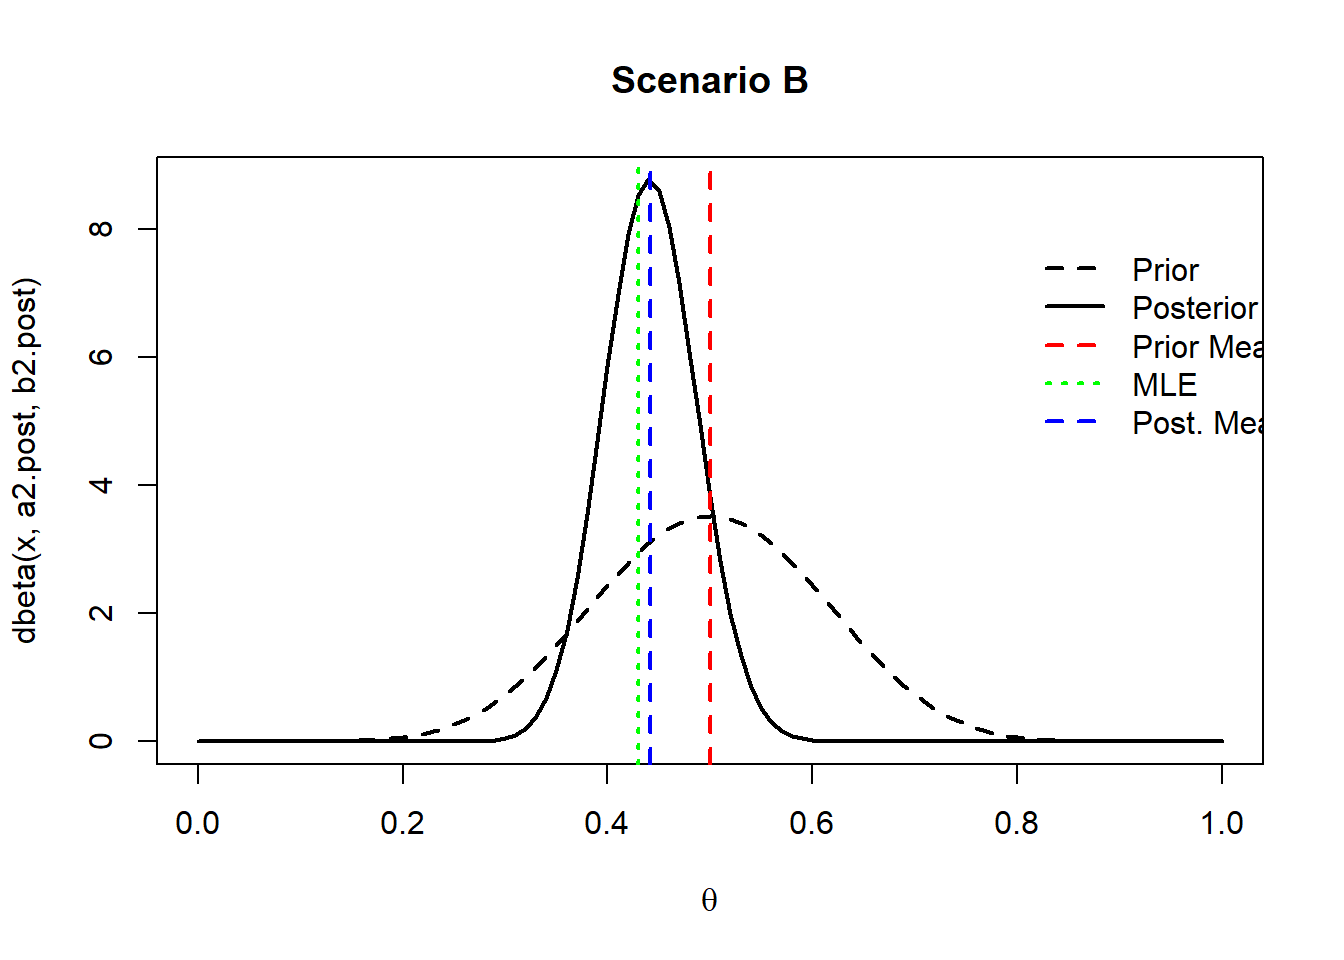 Scenario B
dbeta(x, a2.post, b2.post)
8
6
4
2
0
Prior
Posterior
Prior Mea
MLE
Post. Mea
0.0 0.2 0.4 0.6 0.8 1.0
θ